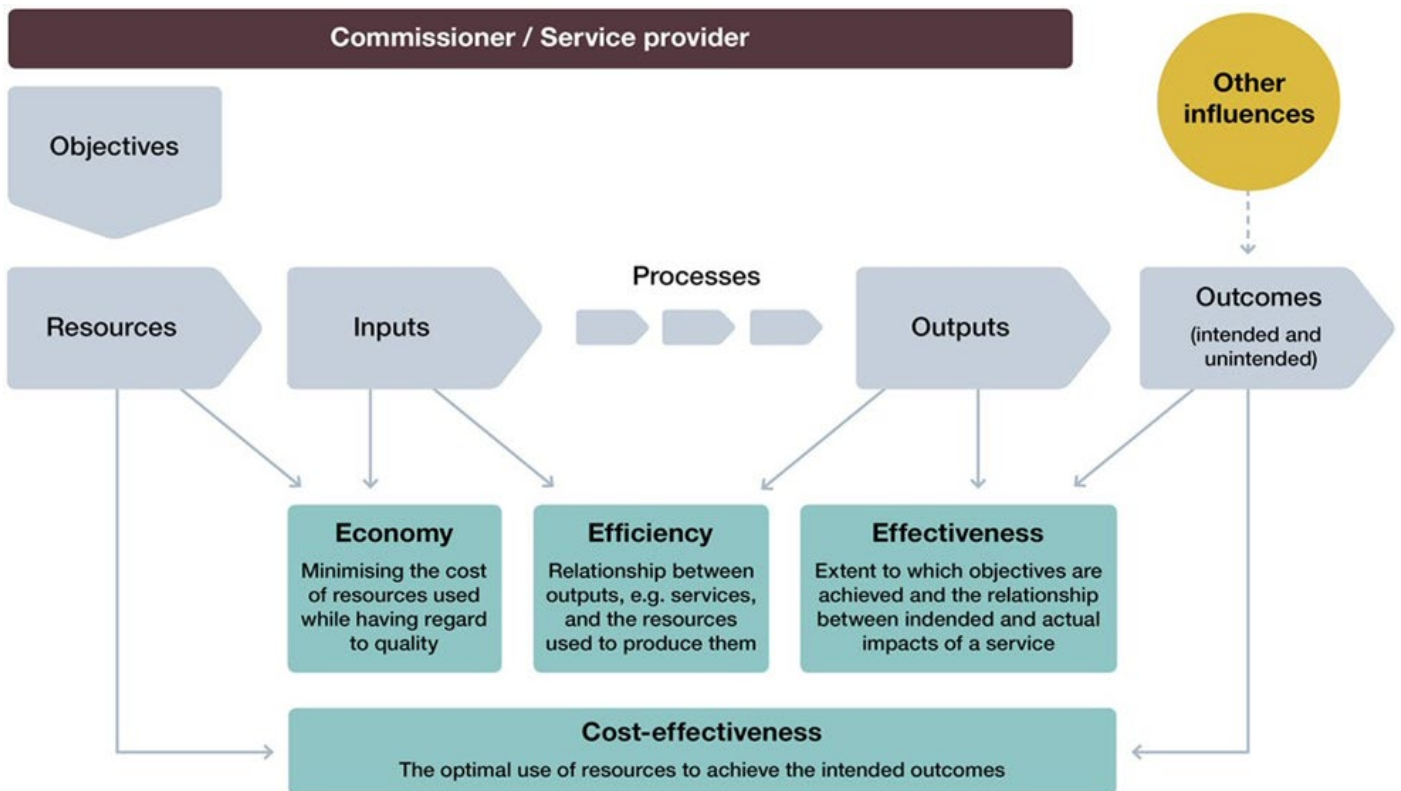 Commissioner / Service provider
Other
influences
Objectives
Resources
Inputs
Processes
Outputs
Outcomes
(intended and
unintended)
Economy
Minimising the cost
of resources used
while having regard
to quality
Efficiency
Relationship between
outputs, e.g. services,
and the resources
used to produce them
Effectiveness
Extent to which objectives are
achieved and the relationship
between indended and actual
impacts of a service
Cost-effectiveness
The optimal use of resources to achieve the intended outcomes